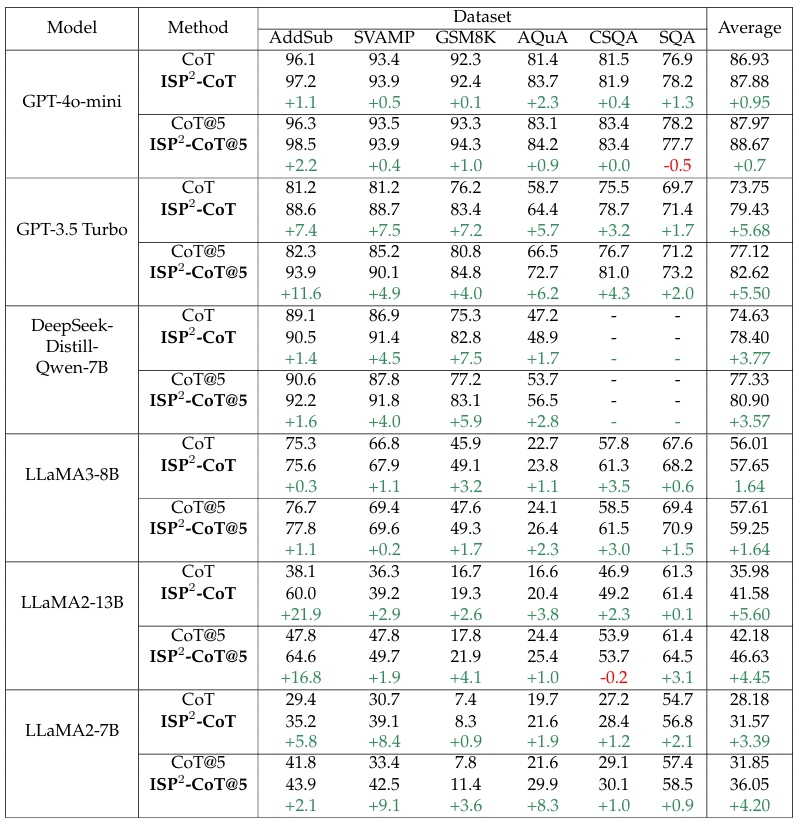 Model Method Dataset Average
AddSub SVAMP GSM8K AQuA CSQA SQA
GPT-4o-mini
CoT 96.1 93.4 92.3 81.4 81.5 76.9 86.93
ISP²-CoT 97.2 93.9 92.4 83.7 81.9 78.2 87.88
+1.1 +0.5 +0.1 +2.3 +0.4 +1.3 +0.95
CoT@5 96.3 93.5 93.3 83.1 83.4 78.2 87.97
ISP²-CoT@5 98.5 93.9 94.3 84.2 83.4 77.7 88.67
+2.2 +0.4 +1.0 +0.9 +0.0 -0.5 +0.7
GPT-3.5 Turbo
CoT 81.2 81.2 76.2 58.7 75.5 69.7 73.75
ISP²-CoT 88.6 88.7 83.4 64.4 78.7 71.4 79.43
+7.4 +7.5 +7.2 +5.7 +3.2 +1.7 +5.68
CoT@5 82.3 85.2 80.8 66.5 76.7 71.2 77.12
ISP²-CoT@5 93.9 90.1 84.8 72.7 81.0 73.2 82.62
+11.6 +4.9 +4.0 +6.2 +4.3 +2.0 +5.50
DeepSeek-
Distill-
Qwen-7B
CoT 89.1 86.9 75.3 47.2 - - 74.63
ISP²-CoT 90.5 91.4 82.8 48.9 - - 78.40
+1.4 +4.5 +7.5 +1.7 - - +3.77
CoT@5 90.6 87.8 77.2 53.7 - - 77.33
ISP²-CoT@5 92.2 91.8 83.1 56.5 - - 80.90
+1.6 +4.0 +5.9 +2.8 - - +3.57
LLaMA3-8B
CoT 75.3 66.8 45.9 22.7 57.8 67.6 56.01
ISP²-CoT 75.6 67.9 49.1 23.8 61.3 68.2 57.65
+0.3 +1.1 +3.2 +1.1 +3.5 +0.6 1.64
CoT@5 76.7 69.4 47.6 24.1 58.5 69.4 57.61
ISP²-CoT@5 77.8 69.6 49.3 26.4 61.5 70.9 59.25
+1.1 +0.2 +1.7 +2.3 +3.0 +1.5 +1.64
LLaMA2-13B
CoT 38.1 36.3 16.7 16.6 46.9 61.3 35.98
ISP²-CoT 60.0 39.2 19.3 20.4 49.2 61.4 41.58
+21.9 +2.9 +2.6 +3.8 +2.3 +0.1 +5.60
CoT@5 47.8 47.8 17.8 24.4 53.9 61.4 42.18
ISP²-CoT@5 64.6 49.7 21.9 25.4 53.7 64.5 46.63
+16.8 +1.9 +4.1 +1.0 -0.2 +3.1 +4.45
LLaMA2-7B
CoT 29.4 30.7 7.4 19.7 27.2 54.7 28.18
ISP²-CoT 35.2 39.1 8.3 21.6 28.4 56.8 31.57
+5.8 +8.4 +0.9 +1.9 +1.2 +2.1 +3.39
CoT@5 41.8 33.4 7.8 21.6 29.1 57.4 31.85
ISP²-CoT@5 43.9 42.5 11.4 29.9 30.1 58.5 36.05
+2.1 +9.1 +3.6 +8.3 +1.0 +0.9 +4.20